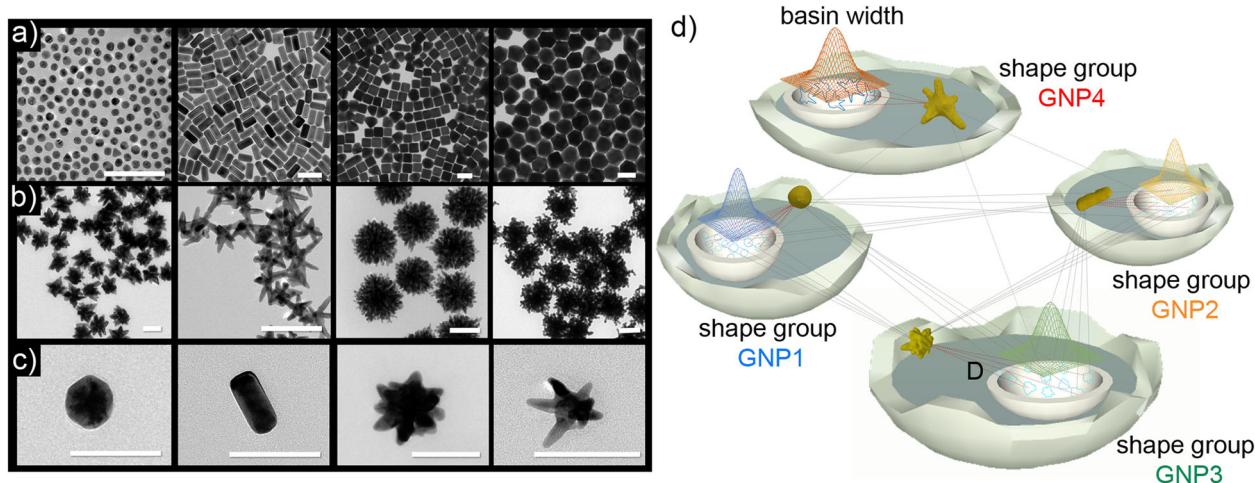 a)
b)
c)
d)
basin width
shape group
GNP4
shape group
GNP2
shape group
GNP1
D
shape group
GNP3